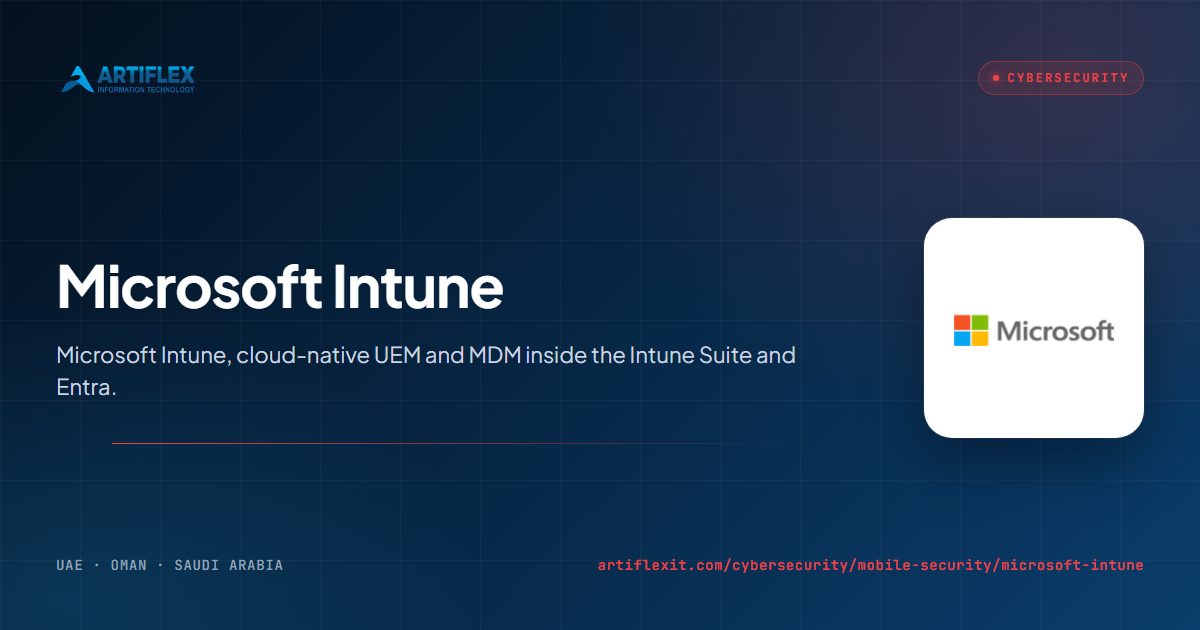 ARTIFLEX
INFORMATION TECHNOLOGY
CYBERSECURITY
Microsoft Intune
Microsoft Intune, cloud-native UEM and MDM inside the Intune Suite and
Entra.
Microsoft
UAE · OMAN · SAUDI ARABIA
artiflexit.com/cybersecurity/mobile-security/microsoft-intune